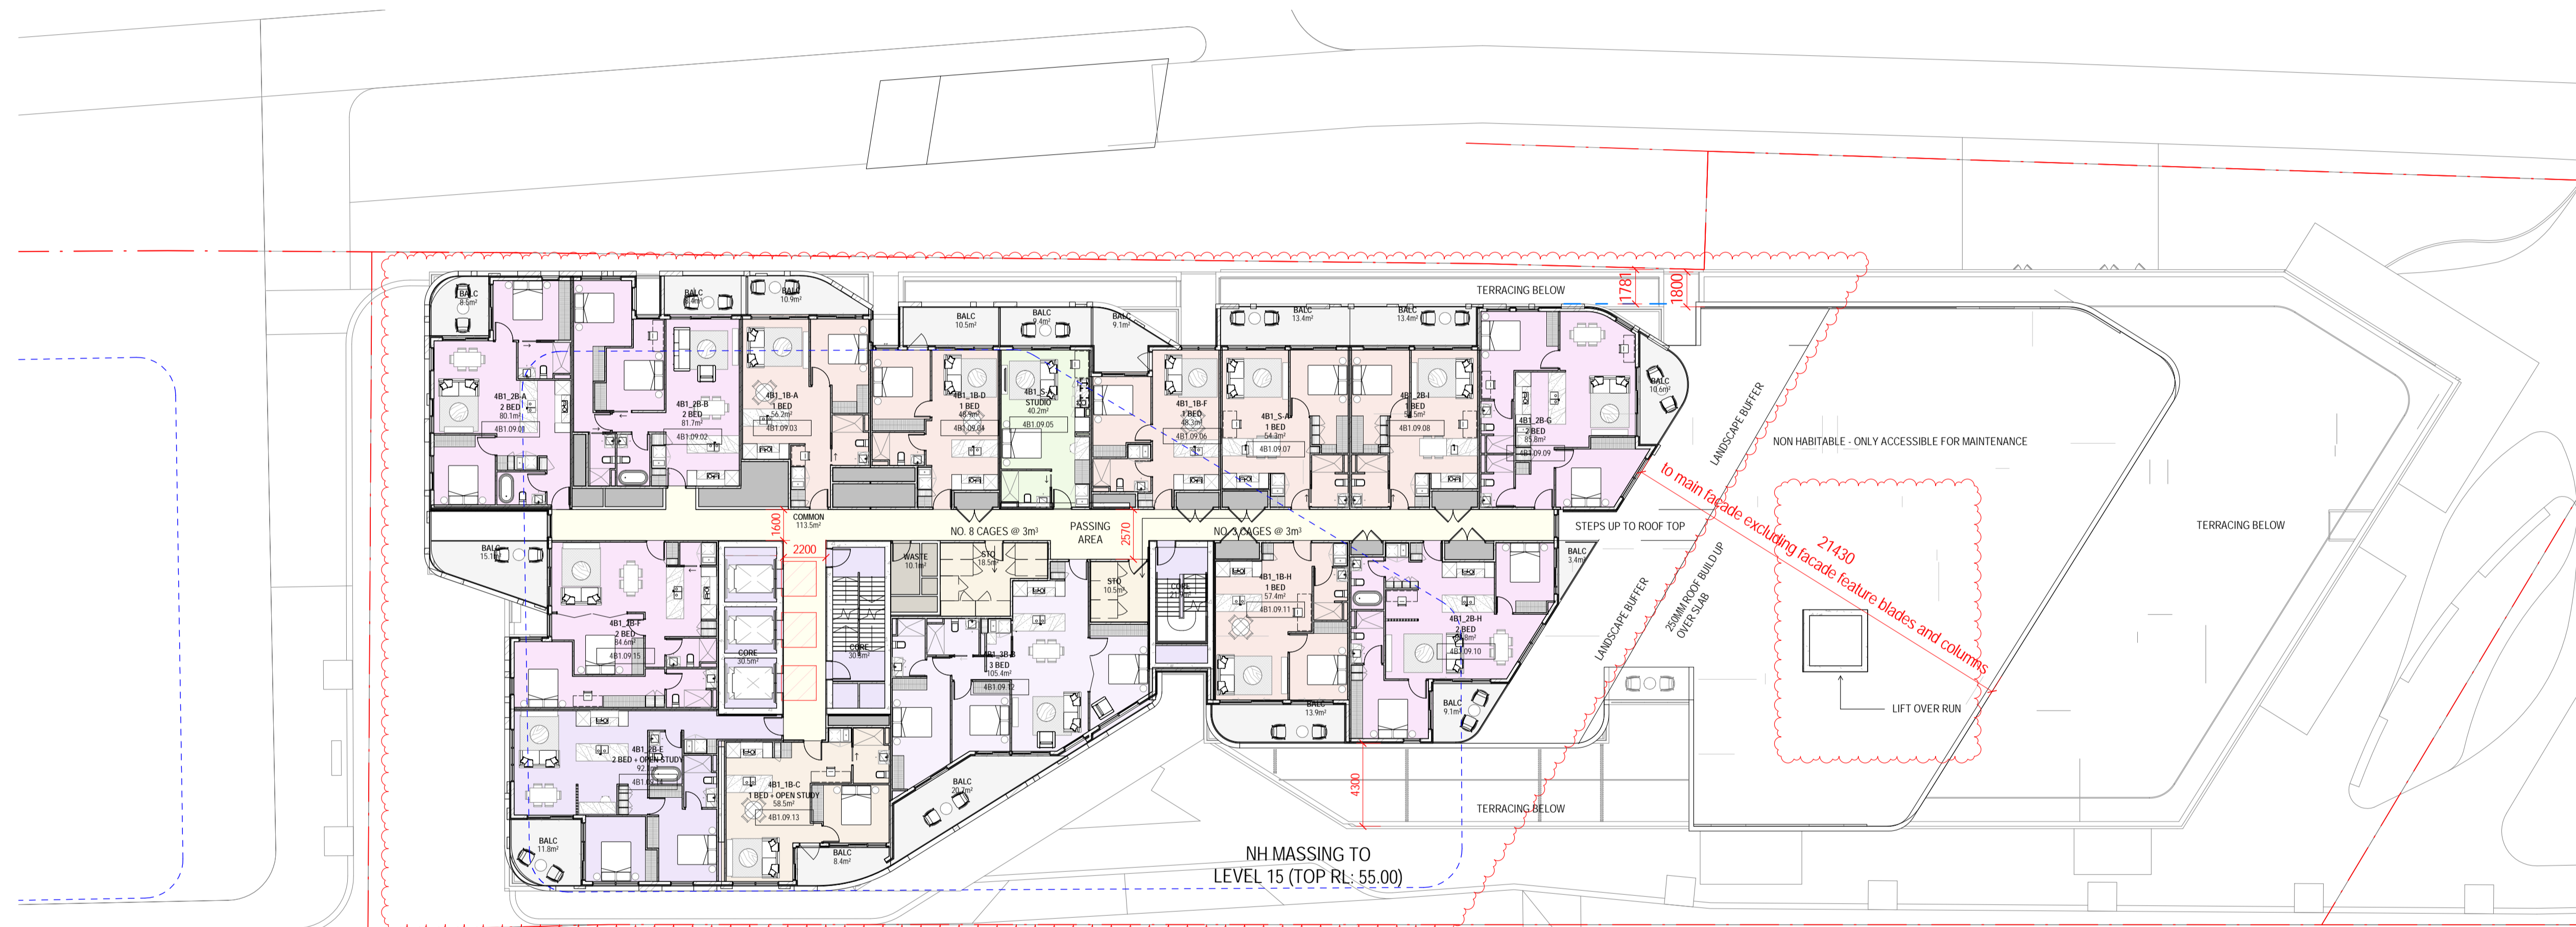 BALC
8.5m²
BALC
8.4m²
BALC
10.9m²
BALC
10.5m²
BALC
9.4m²
BALC
9.1m²
BALC
13.4m²
BALC
13.4m²
TERRACING BELOW
1781
1800
4B1_2B-A
2 BED
80.1m²
4B1.09.01
4B1_2B-B
2 BED
81.7m²
4B1.09.02
4B1_1B-A
1 BED
56.2m²
4B1.09.03
4B1_1B-D
1 BED
4B1.09.04
4B1_S
STUDIO
40.2m²
4B1.09.05
4B1_1B-F
1 BED
48.3m²
4B1.09.06
4B1_S-A
1 BED
54.3m²
4B1.09.07
4B1_2B-I
1 BED
4B1.09.08
4B1_2B-G
2 BED
85.8m²
4B1.09.09
BALC
10.6m²
LANDSCAPE BUFFER
NON HABITABLE - ONLY ACCESSIBLE FOR MAINTENANCE
TERRACING BELOW
COMMON
113.5m²
1600
2200
NO. 8 CAGES @ 3m³
PASSING
AREA
2570
NO. 3 CAGES @ 3m³
STEPS UP TO ROOF TOP
21430
to main facade excluding facade feature blades and columns
BALC
15.1m²
WASTE
10.1m²
STO
18.5m²
STO
10.5m²
CORE
BALC
3.4m²
4B1_2B-F
2 BED
84.6m²
4B1.09.15
CORE
30.5m²
CORE
4B1_3B-B
3 BED
105.4m²
4B1.09.12
4B1_1B-H
1 BED
57.4m²
4B1.09.11
4B1_2B-H
2 BED
4B1.09.10
LANDSCAPE BUFFER
250MM ROOF BUILD UP
OVER SLAB
LIFT OVER RUN
BALC
13.9m²
BALC
9.1m²
4B1_2B-E
2 BED + OPEN STUDY
4B1.09.14
4B1_1B-C
1 BED + OPEN STUDY
58.5m²
4B1.09.13
BALC
20.7m²
4300
TERRACING BELOW
BALC
11.8m²
BALC
8.4m²
NH MASSING TO
LEVEL 15 (TOP RL: 55.00)